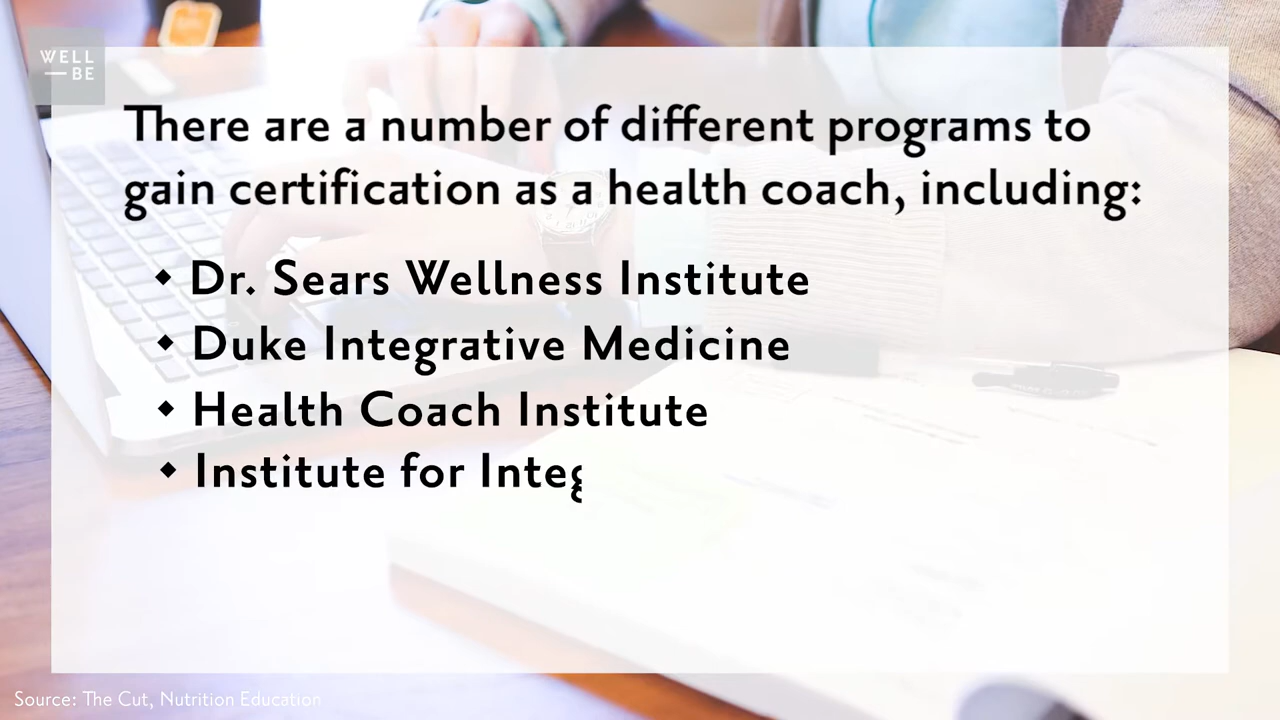 WELL
—BE
There are a number of different programs to
gain certification as a health coach, including:
◆ Dr. Sears Wellness Institute
◆ Duke Integrative Medicine
◆ Health Coach Institute
◆ Institute for Integ
Source: The Cut, Nutrition Education